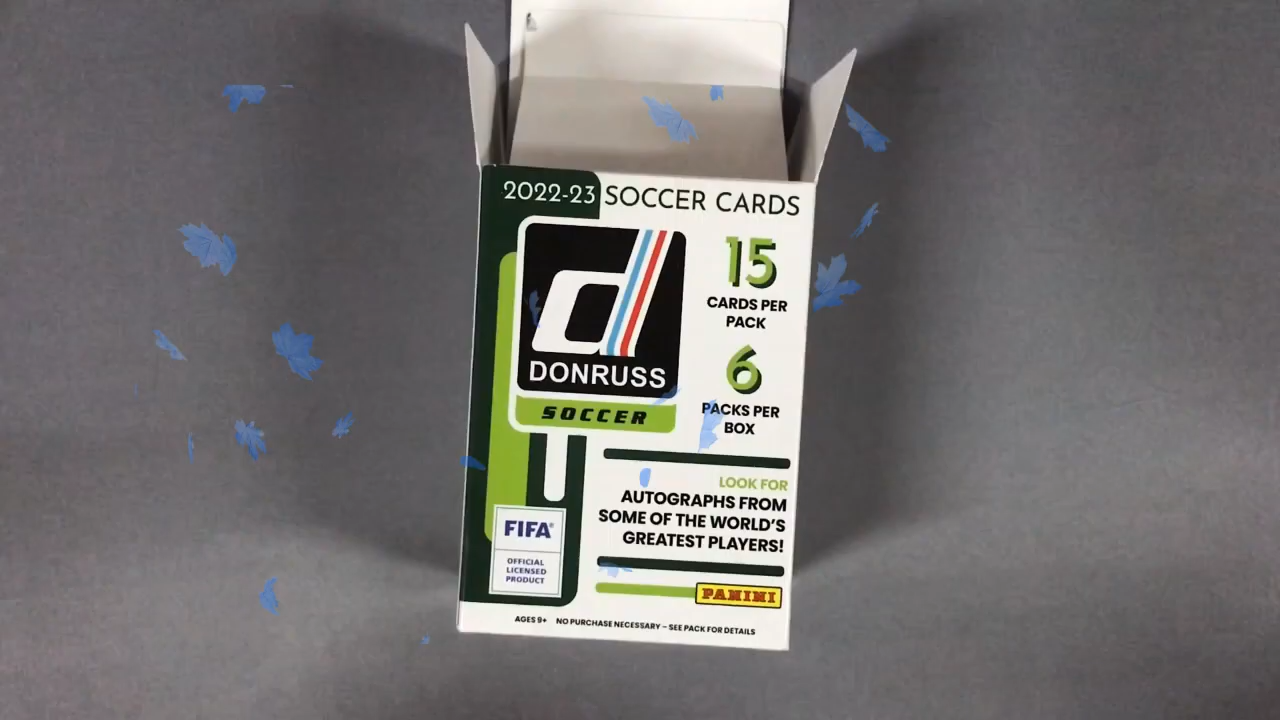 2022-23 SOCCER CARDS
d
DONRUSS
SOCCER
15
CARDS PER
PACK
6
PACKS PER
BOX
LOOK FOR
AUTOGRAPHS FROM
SOME OF THE WORLD'S
GREATEST PLAYERS!
FIFA®
OFFICIAL
LICENSED
PRODUCT
PANINI
AGES 9+ NO PURCHASE NECESSARY – SEE PACK FOR DETAILS